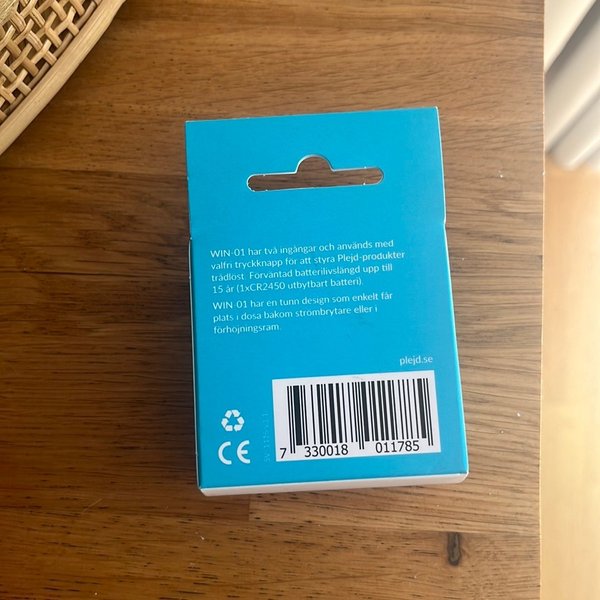 WIN-01 har två ingångar och används med
valfri tryckknapp för att styra Plejd-produkter
trådlöst. Förväntad batterilivslängd upp till
15 år (1xCR2450 utbytbart batteri).
WIN-01 har en tunn design som enkelt får
plats i dosa bakom strömbrytare eller i
förhöjningsram.
plejd.se
CE
7 330018 011785